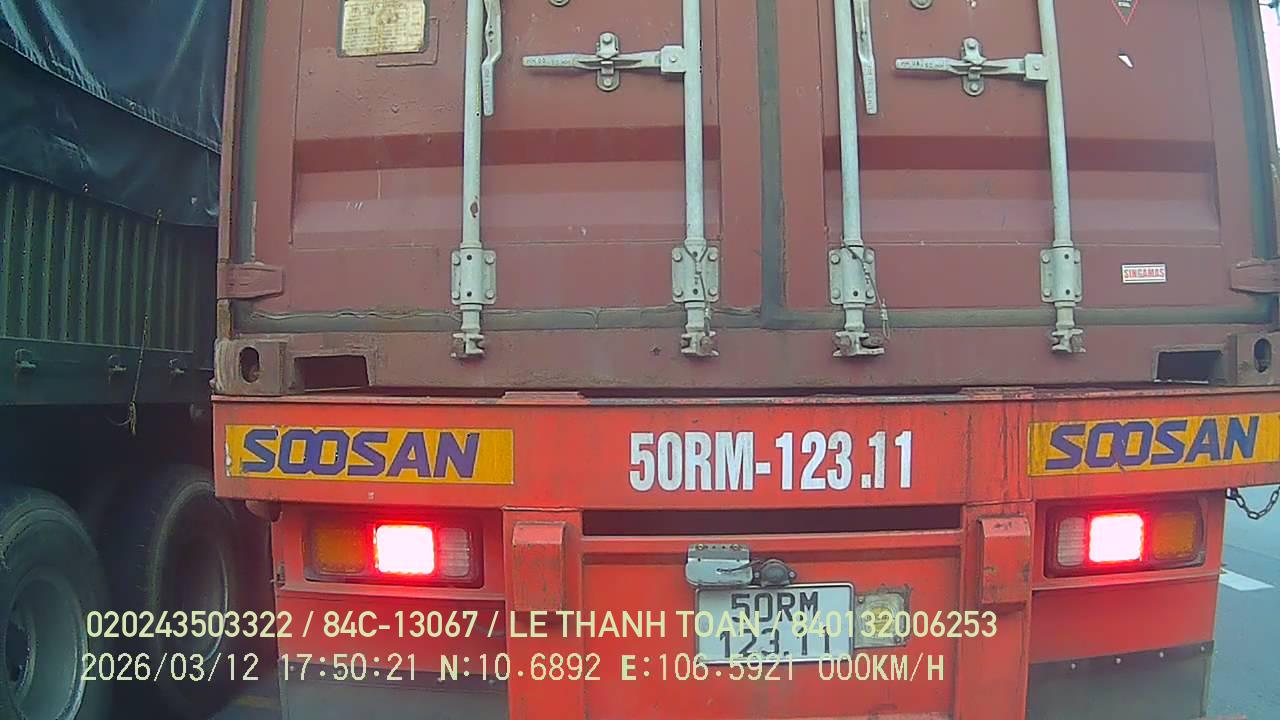 SINGAMAS
SOOSAN
50RM-123.11
SOOSAN
50RM
123.11
020243503322 / 84C-13067 / LE THANH TOAN / 840132006253
2026/03/12 17:50:21 N:10.6892 E:106.5921 000KM/H